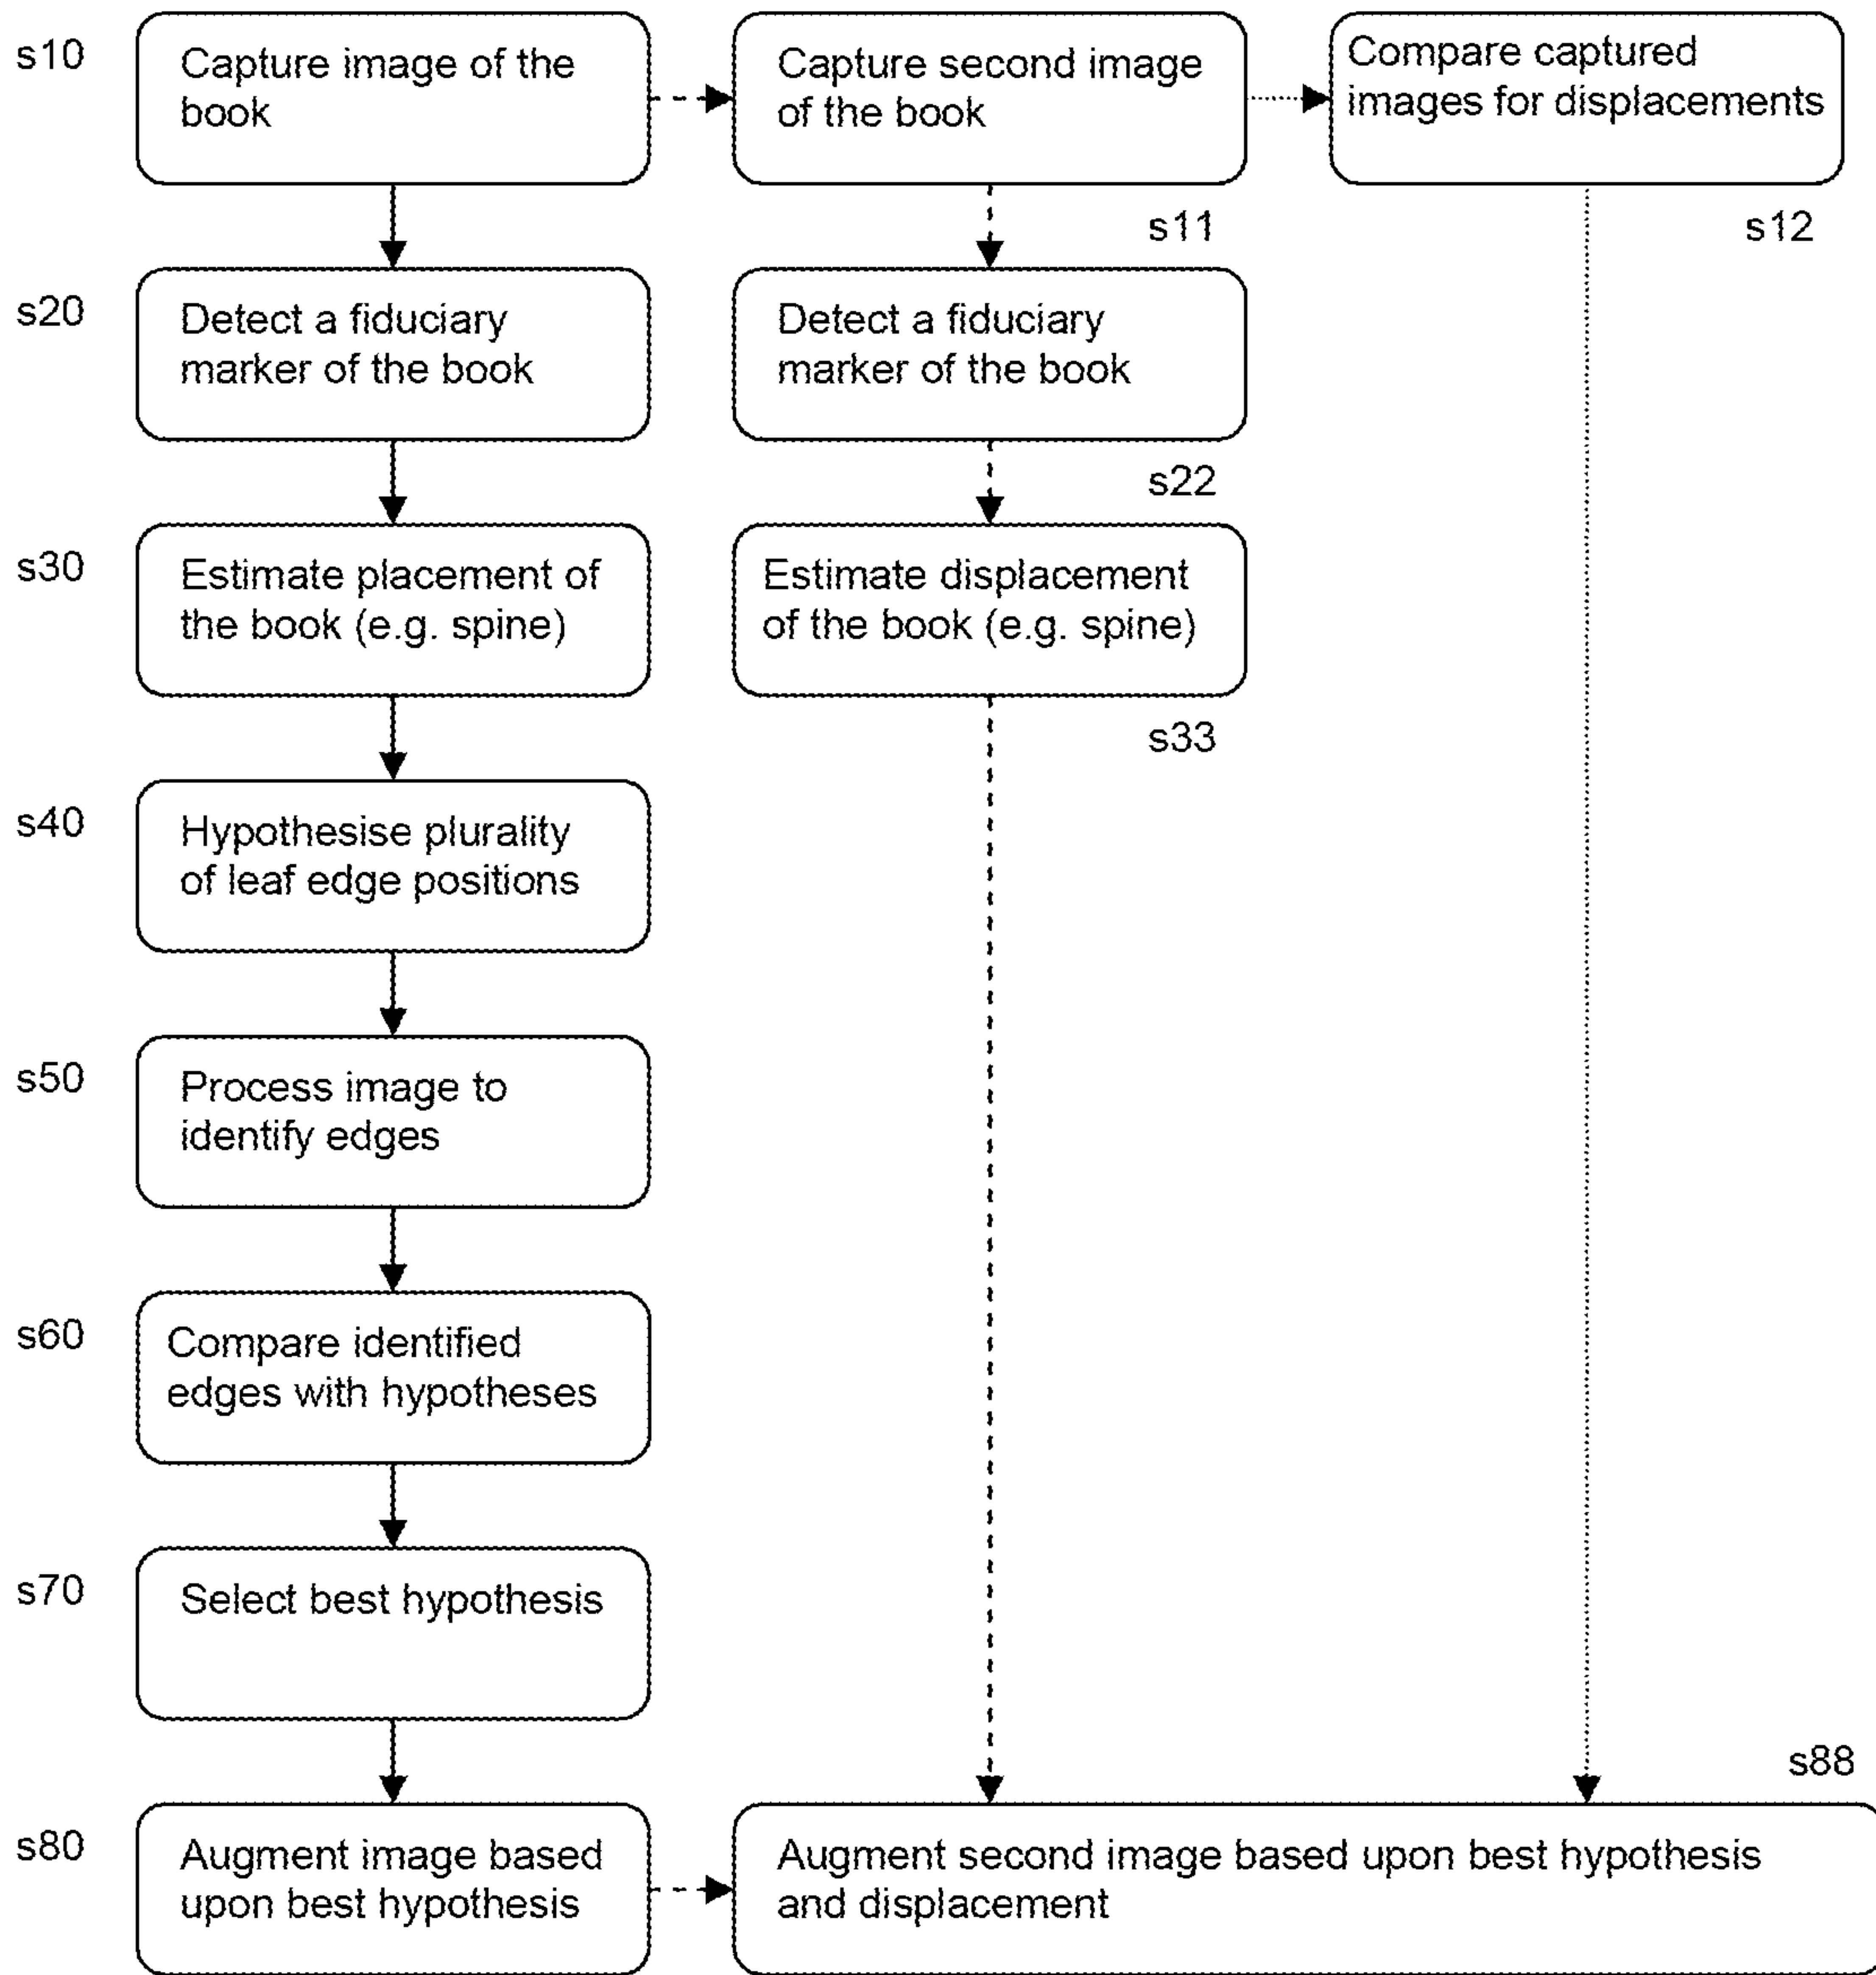 s10
Capture image of the
book
Capture second image
of the book
Compare captured
images for displacements
s11
s12
s20
Detect a fiduciary
marker of the book
Detect a fiduciary
marker of the book
s22
s30
Estimate placement of
the book (e.g. spine)
Estimate displacement
of the book (e.g. spine)
s33
s40
Hypothesise plurality
of leaf edge positions
s50
Process image to
identify edges
s60
Compare identified
edges with hypotheses
s70
Select best hypothesis
s88
s80
Augment image based
upon best hypothesis
Augment second image based upon best hypothesis
and displacement